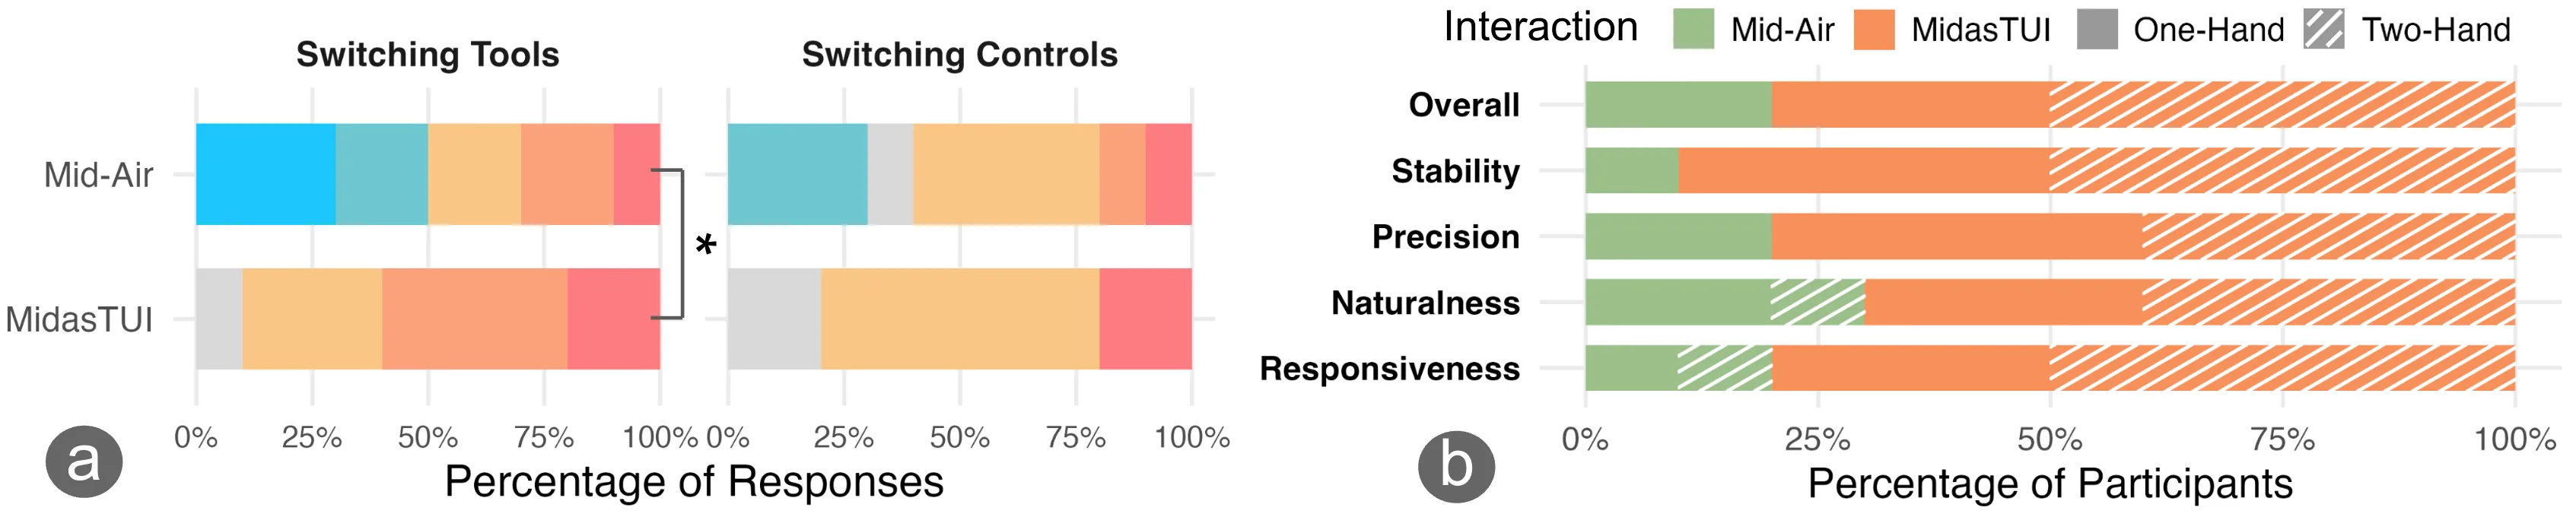 Switching Tools
Switching Controls
Mid-Air
MidasTUI
*
0% 25% 50% 75% 100% 0% 25% 50% 75% 100%
Percentage of Responses
a
Interaction Mid-Air MidasTUI One-Hand Two-Hand
Overall
Stability
Precision
Naturalness
Responsiveness
0% 25% 50% 75% 100%
Percentage of Participants
b